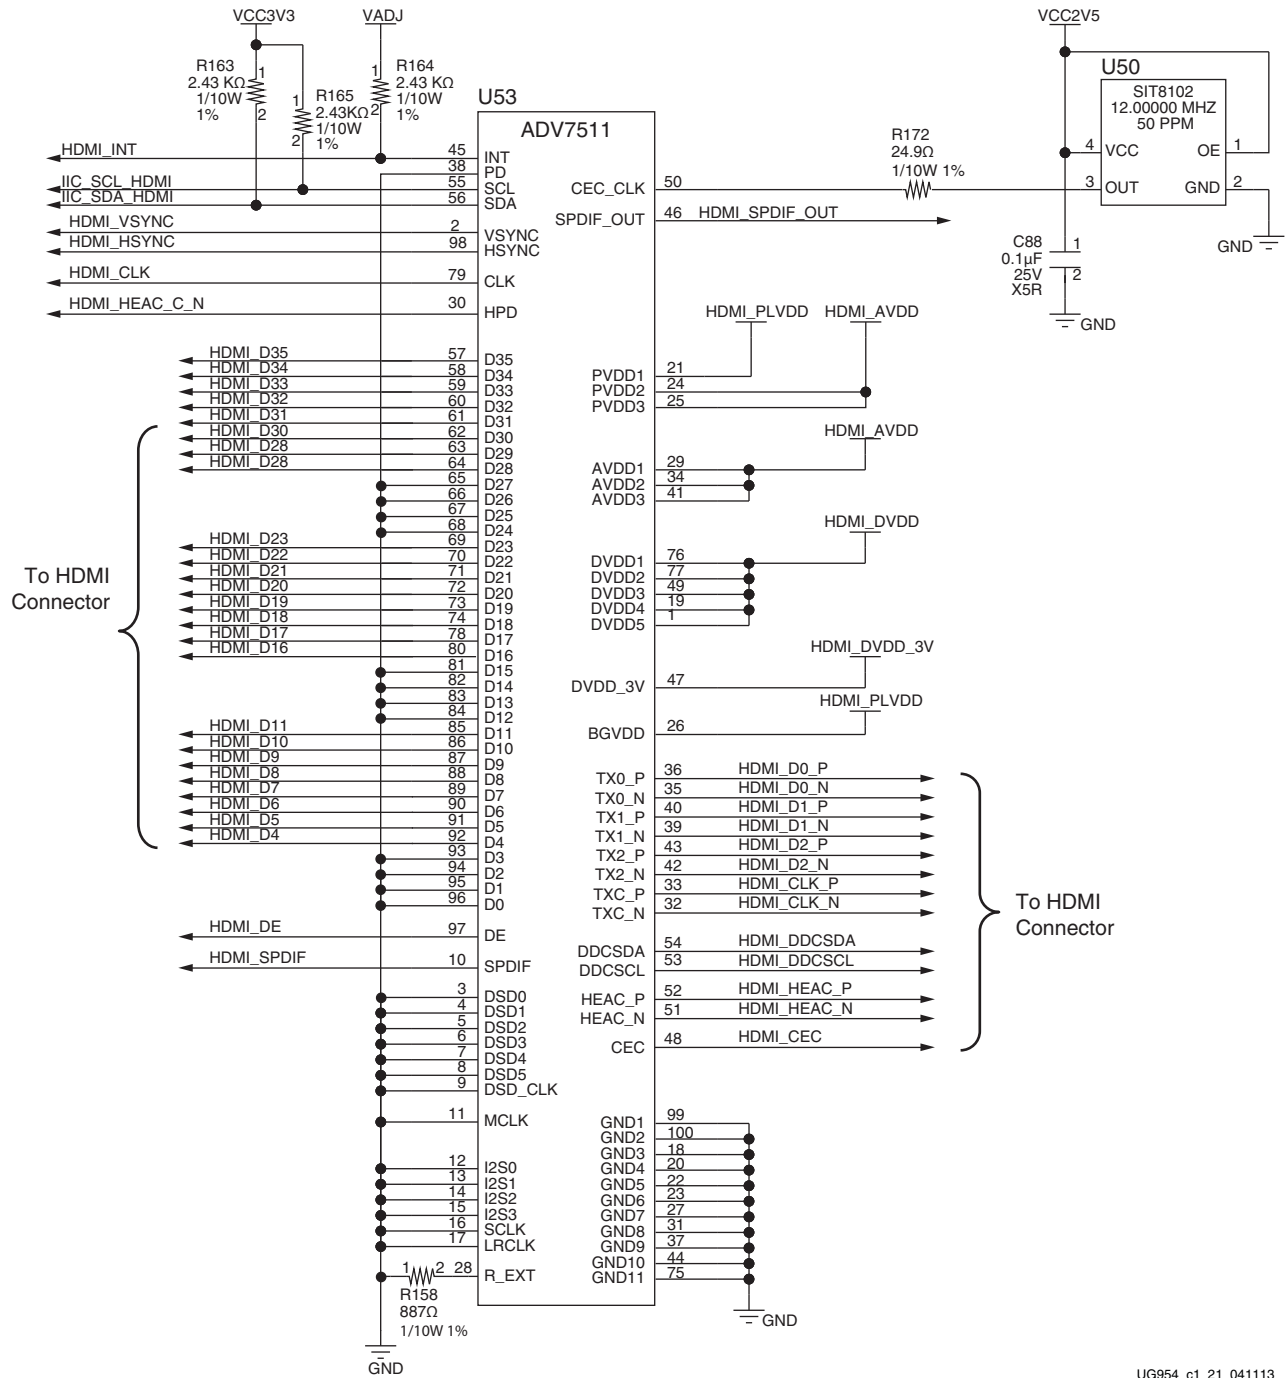 VCC3V3
VADJ
VCC2V5
R163
2.43 KΩ
1/10W
1%
1
2
R165
2.43KΩ
1/10W
1%
1
2
R164
2.43 KΩ
1/10W
1%
1
2
U53
ADV7511
U50
SIT8102
12.00000 MHZ
50 PPM
4 VCC
OE 1
3 OUT
GND 2
GND
R172
24.9Ω
1/10W 1%
C88
0.1µF
25V
X5R
1
2
GND
HDMI_INT 45 INT
38 PD
IIC_SCL_HDMI 55 SCL
IIC_SDA_HDMI 56 SDA
HDMI_VSYNC 2 VSYNC
HDMI_HSYNC 98 HSYNC
HDMI_CLK 79 CLK
HDMI_HEAC_C_N 30 HPD
To HDMI
Connector
HDMI_D35 57 D35
HDMI_D34 58 D34
HDMI_D33 59 D33
HDMI_D32 60 D32
HDMI_D31 61 D31
HDMI_D30 62 D30
HDMI_D28 63 D29
HDMI_D28 64 D28
65 D27
66 D26
67 D25
68 D24
HDMI_D23 69 D23
HDMI_D22 70 D22
HDMI_D21 71 D21
HDMI_D20 72 D20
HDMI_D19 73 D19
HDMI_D18 74 D18
HDMI_D17 78 D17
HDMI_D16 80 D16
81 D15
82 D14
83 D13
84 D12
HDMI_D11 85 D11
HDMI_D10 86 D10
HDMI_D9 87 D9
HDMI_D8 88 D8
HDMI_D7 89 D7
HDMI_D6 90 D6
HDMI_D5 91 D5
HDMI_D4 92 D4
93 D3
94 D2
95 D1
96 D0
HDMI_DE 97 DE
HDMI_SPDIF 10 SPDIF
3 DSD0
4 DSD1
5 DSD2
6 DSD3
7 DSD4
8 DSD5
9 DSD_CLK
11 MCLK
12 I2S0
13 I2S1
14 I2S2
15 I2S3
16 SCLK
17 LRCLK
1 2 28 R_EXT
R158
887Ω
1/10W 1%
GND
CEC_CLK 50
SPDIF_OUT 46 HDMI_SPDIF_OUT
HDMI_PLVDD
HDMI_AVDD
PVDD1 21
PVDD2 24
PVDD3 25
HDMI_AVDD
AVDD1 29
AVDD2 34
AVDD3 41
HDMI_DVDD
DVDD1 76
DVDD2 77
DVDD3 49
DVDD4 19
DVDD5 1
HDMI_DVDD_3V
DVDD_3V 47
HDMI_PLVDD
BGVDD 26
TX0_P 36 HDMI_D0_P
TX0_N 35 HDMI_D0_N
TX1_P 40 HDMI_D1_P
TX1_N 39 HDMI_D1_N
TX2_P 43 HDMI_D2_P
TX2_N 42 HDMI_D2_N
TXC_P 33 HDMI_CLK_P
TXC_N 32 HDMI_CLK_N
DDCSDA 54 HDMI_DDCSDA
DDCSCL 53 HDMI_DDCSCL
HEAC_P 52 HDMI_HEAC_P
HEAC_N 51 HDMI_HEAC_N
CEC 48 HDMI_CEC
To HDMI
Connector
GND1 99
GND2 100
GND3 18
GND4 20
GND5 22
GND6 23
GND7 27
GND8 31
GND9 37
GND10 44
GND11 75
GND
UG954_c1_21_041113